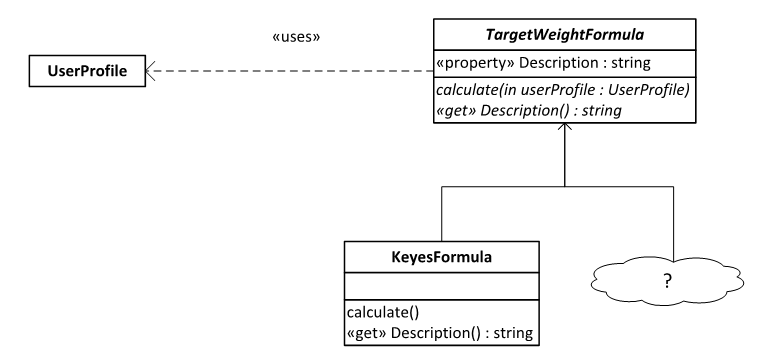 «uses»
TargetWeightFormula
UserProfile
«property» Description : string
calculate(in userProfile : UserProfile)
«get» Description() : string
KeyesFormula
?
calculate()
«get» Description() : string